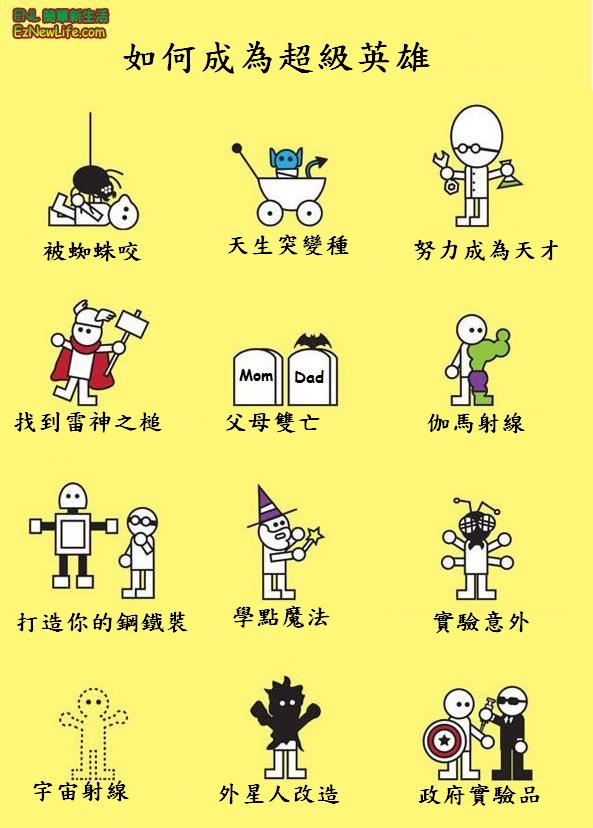 ENL 簡單新生活
EzNewLife.com
如何成為超級英雄
被蜘蛛咬
天生突變種
努力成為天才
找到雷神之槌
Mom
Dad
父母雙亡
伽馬射線
打造你的鋼鐵裝
學點魔法
實驗意外
宇宙射線
外星人改造
政府實驗品